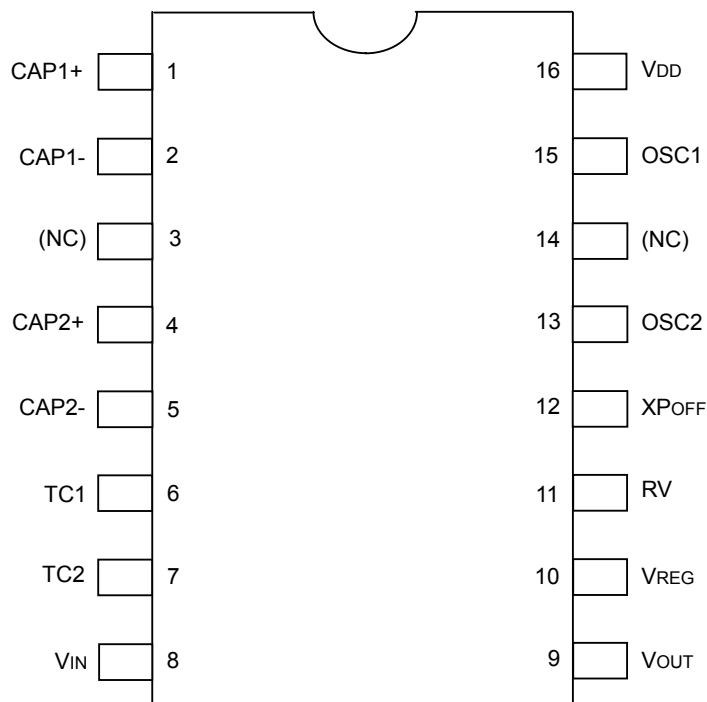 CAP1+ 1 16 VDD
CAP1- 2 15 OSC1
(NC) 3 14 (NC)
CAP2+ 4 13 OSC2
CAP2- 5 12 XPOFF
TC1 6 11 RV
TC2 7 10 VREG
VIN 8 9 VOUT